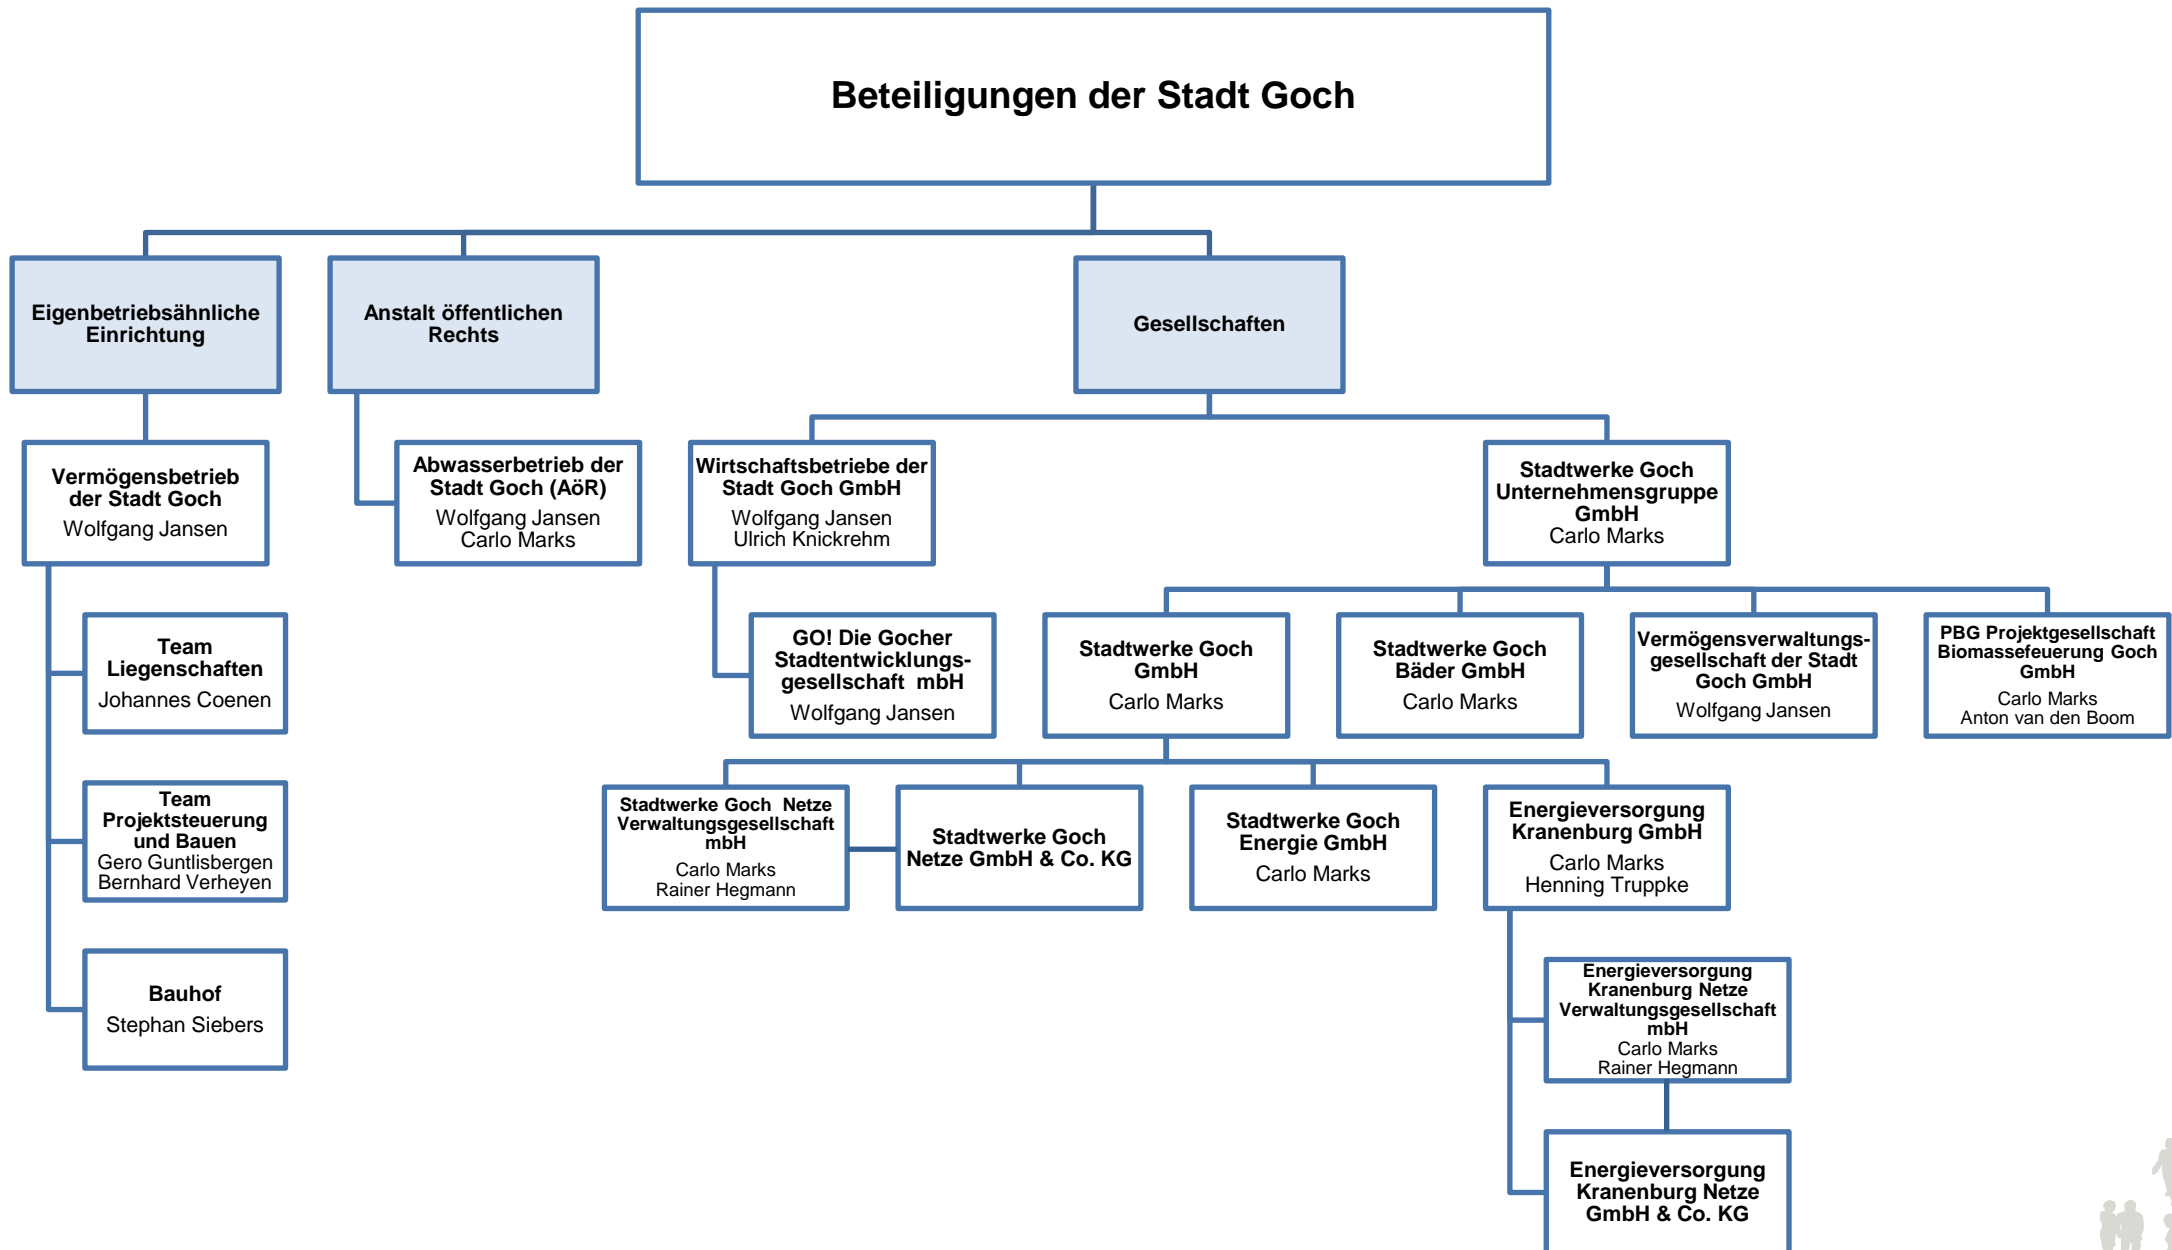 Beteiligungen der Stadt Goch
Eigenbetriebsähnliche
Einrichtung
Anstalt öffentlichen
Rechts
Gesellschaften
Vermögensbetrieb
der Stadt Goch
Wolfgang Jansen
Abwasserbetrieb der
Stadt Goch (AöR)
Wolfgang Jansen
Carlo Marks
Wirtschaftsbetriebe der
Stadt Goch GmbH
Wolfgang Jansen
Ulrich Knickrehm
Stadtwerke Goch
Unternehmensgruppe
GmbH
Carlo Marks
Team
Liegenschaften
Johannes Coenen
GO! Die Gocher
Stadtentwicklungs-
gesellschaft mbH
Wolfgang Jansen
Stadtwerke Goch
GmbH
Carlo Marks
Stadtwerke Goch
Bäder GmbH
Carlo Marks
Vermögensverwaltungs-
gesellschaft der Stadt
Goch GmbH
Wolfgang Jansen
PBG Projektgesellschaft
Biomassefeuerung Goch
GmbH
Carlo Marks
Anton van den Boom
Team
Projektsteuerung
und Bauen
Gero Guntlisbergen
Bernhard Verheyen
Stadtwerke Goch Netze
Verwaltungsgesellschaft
mbH
Carlo Marks
Rainer Hegmann
Stadtwerke Goch
Netze GmbH & Co. KG
Stadtwerke Goch
Energie GmbH
Carlo Marks
Energieversorgung
Kranenburg GmbH
Carlo Marks
Henning Truppke
Bauhof
Stephan Siebers
Energieversorgung
Kranenburg Netze
Verwaltungsgesellschaft
mbH
Carlo Marks
Rainer Hegmann
Energieversorgung
Kranenburg Netze
GmbH & Co. KG